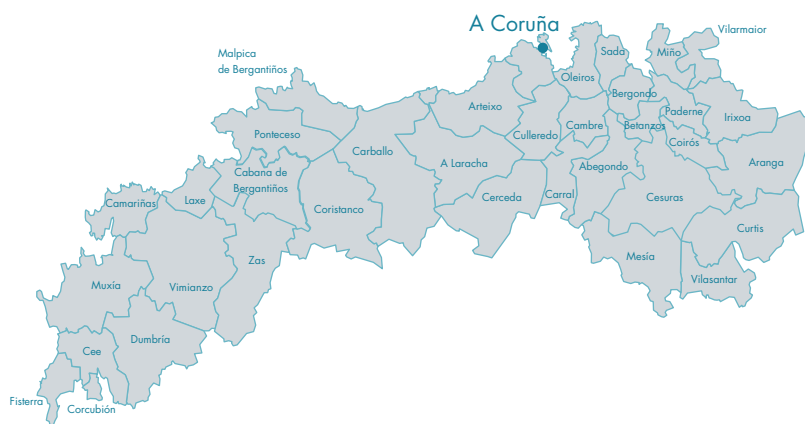 A Coruña
Vilarmaior
Malpica
de Bergantiños
Sada
Miño
Oleiros
Bergondo
Arteixo
Paderne
Irixoa
Ponteceso
Culleredo
Cambre
Betanzos
Coirós
Carballo
A Laracha
Abegondo
Aranga
Cabana de
Bergantiños
Camariñas
Laxe
Coristanco
Cerceda
Carral
Cesuras
Curtis
Zas
Mesía
Vilasantar
Muxía
Vimianzo
Dumbría
Cee
Fisterra
Corcubión